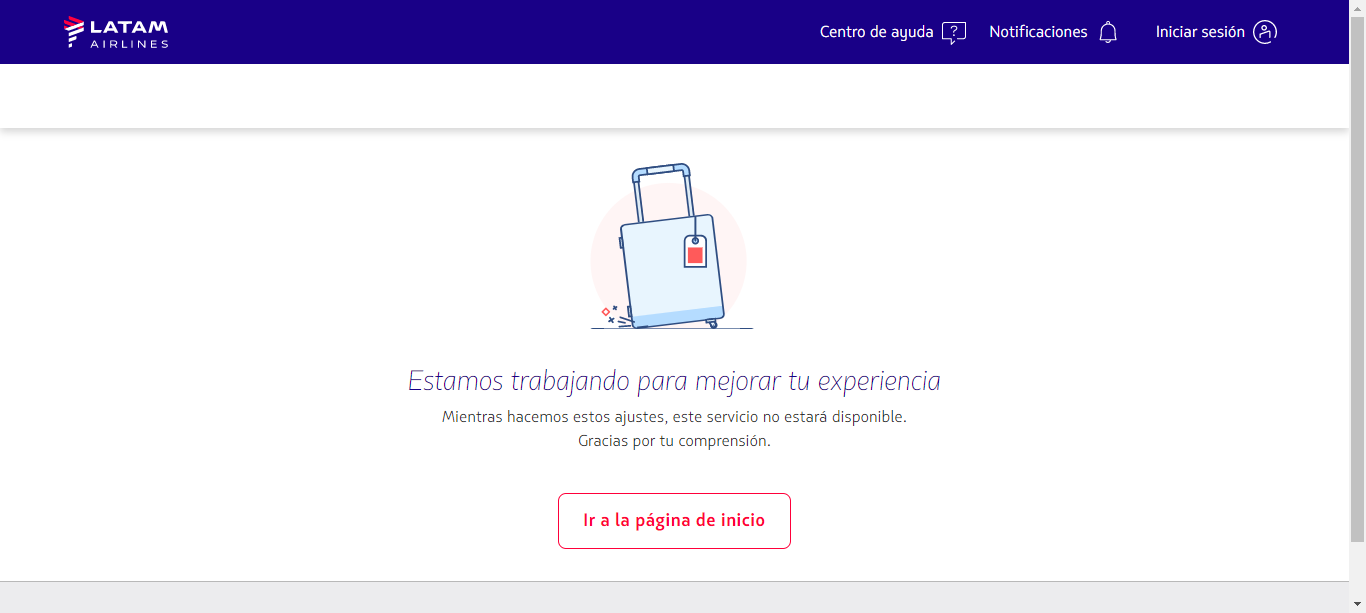 LATAM
AIRLINES
Centro de ayuda
Notificaciones
Iniciar sesión
Estamos trabajando para mejorar tu experiencia
Mientras hacemos estos ajustes, este servicio no estará disponible.
Gracias por tu comprensión.
Ir a la página de inicio